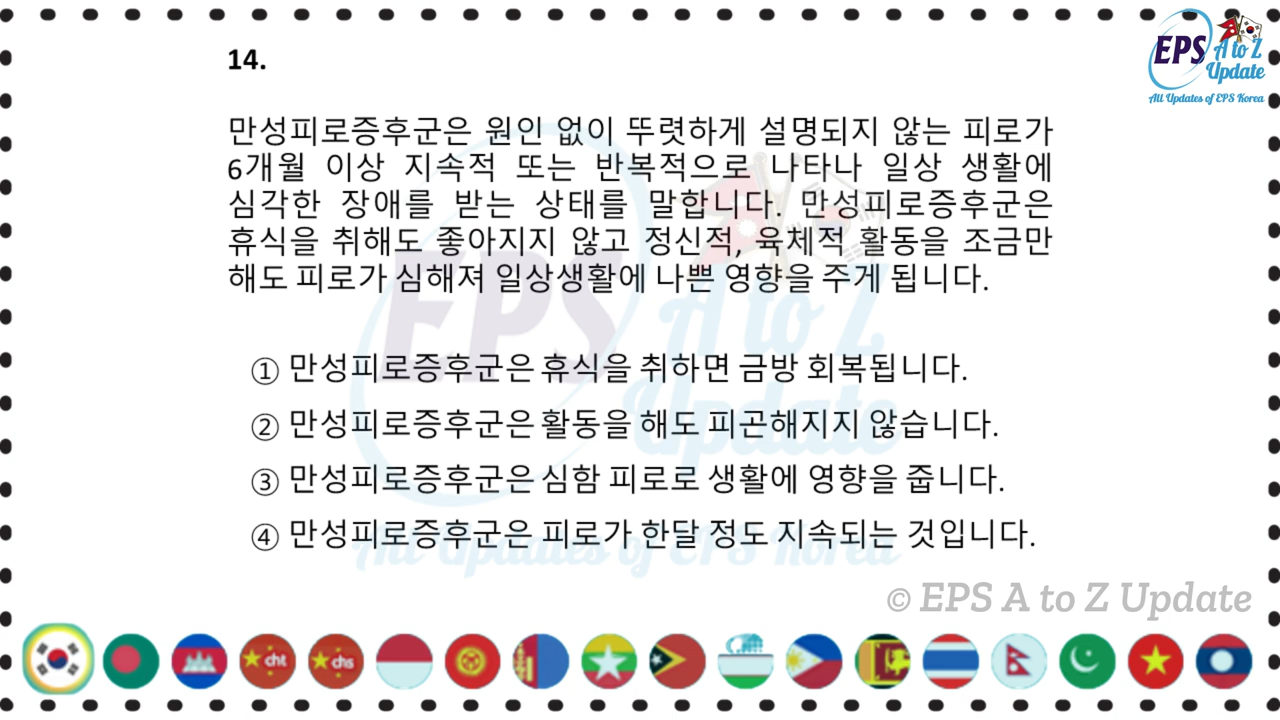 EPS A to Z
Update
All Updates of EPS Korea
14.
만성피로증후군은 원인 없이 뚜렷하게 설명되지 않는 피로가
6개월 이상 지속적 또는 반복적으로 나타나 일상 생활에
심각한 장애를 받는 상태를 말합니다. 만성피로증후군은
휴식을 취해도 좋아지지 않고 정신적, 육체적 활동을 조금만
해도 피로가 심해져 일상생활에 나쁜 영향을 주게 됩니다.
① 만성피로증후군은 휴식을 취하면 금방 회복됩니다.
② 만성피로증후군은 활동을 해도 피곤해지지 않습니다.
③ 만성피로증후군은 심함 피로로 생활에 영향을 줍니다.
④ 만성피로증후군은 피로가 한달 정도 지속되는 것입니다.
EPS A to Z
Update
All Updates of EPS Korea
© EPS A to Z Update
cht
chs